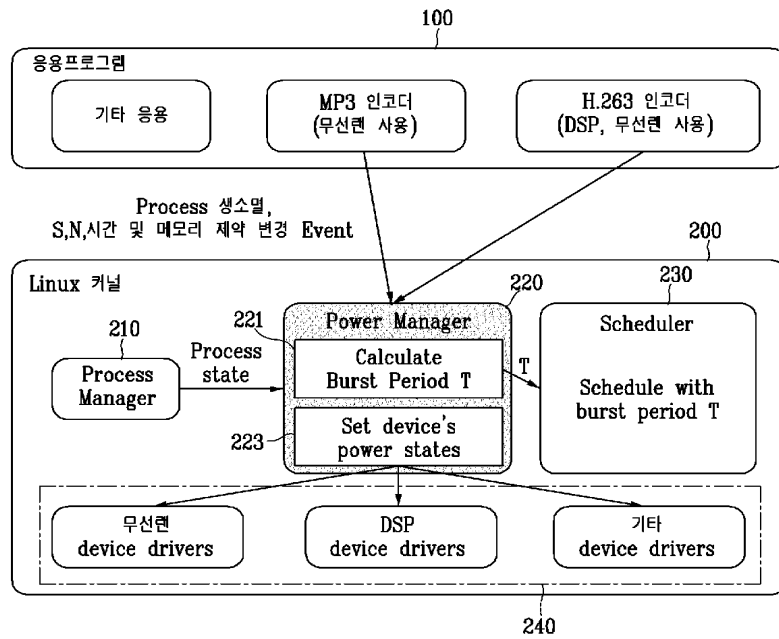 100
응용프로그램
기타 응용
MP3 인코더
(무선랜 사용)
H.263 인코더
(DSP, 무선랜 사용)
Process 생소멸,
S,N,시간 및 메모리 제약 변경 Event
200
Linux 커널
210
Process
Manager
Process
state
220
Power Manager
221
Calculate
Burst Period T
223
Set device's
power states
T
230
Scheduler
Schedule with
burst period T
무선랜
device drivers
DSP
device drivers
기타
device drivers
240